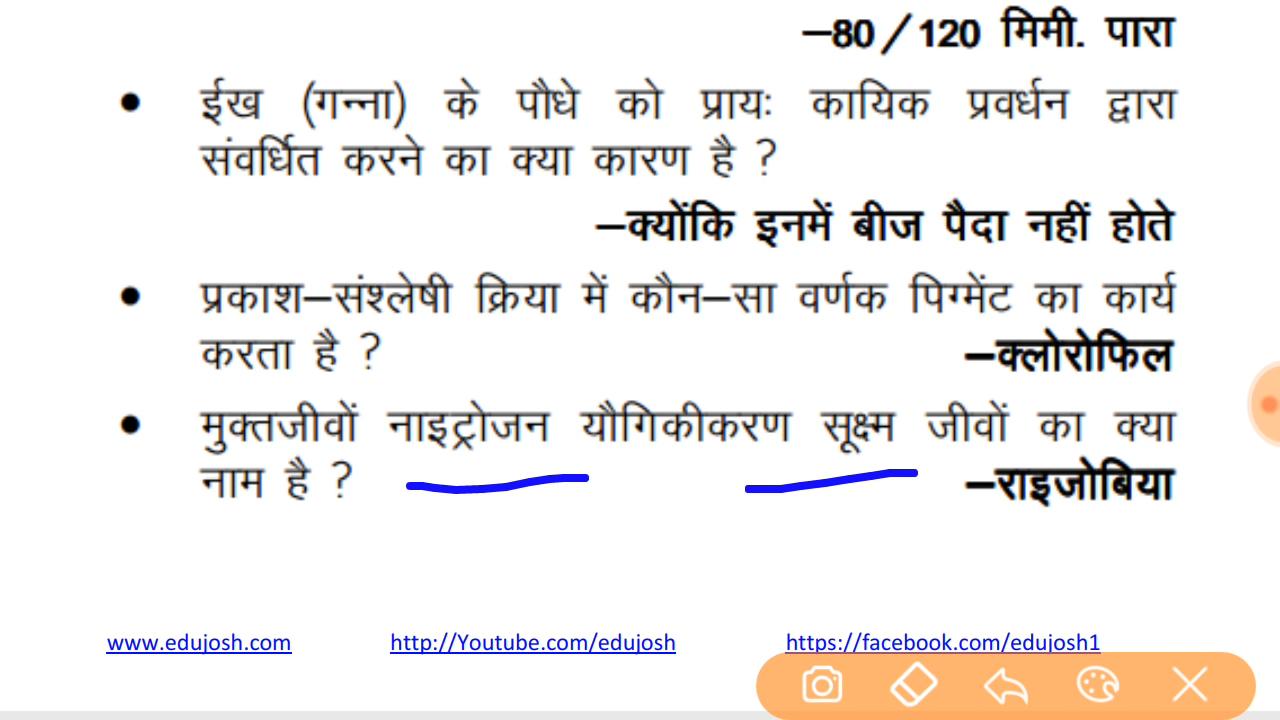 –80/120 मिमी. पारा
• ईख (गन्ना) के पौधे को प्रायः कायिक प्रवर्धन द्वारा
संवर्धित करने का क्या कारण है ?
–क्योंकि इनमें बीज पैदा नहीं होते
• प्रकाश–संश्लेषी क्रिया में कौन–सा वर्णक पिग्मेंट का कार्य
करता है ? –क्लोरोफिल
• मुक्तजीवों नाइट्रोजन यौगिकीकरण सूक्ष्म जीवों का क्या
नाम है ? –राइजोबिया
www.edujosh.com http://Youtube.com/edujosh https://facebook.com/edujosh1